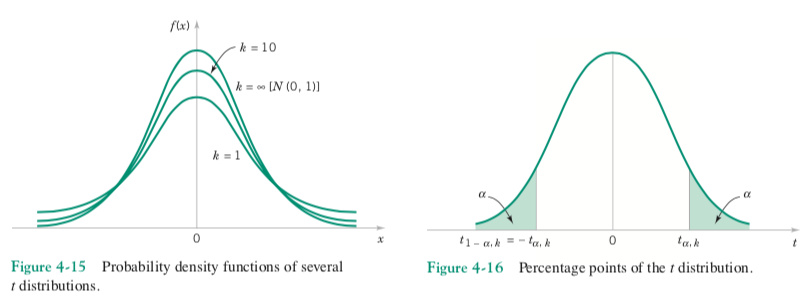 f(x)
k = 10
k = ∞ [N (0, 1)]
k = 1
0
x
Figure 4-15 Probability density functions of several
t distributions.
α
α
t1 – α, k = – tα, k
0
tα, k
t
Figure 4-16 Percentage points of the t distribution.